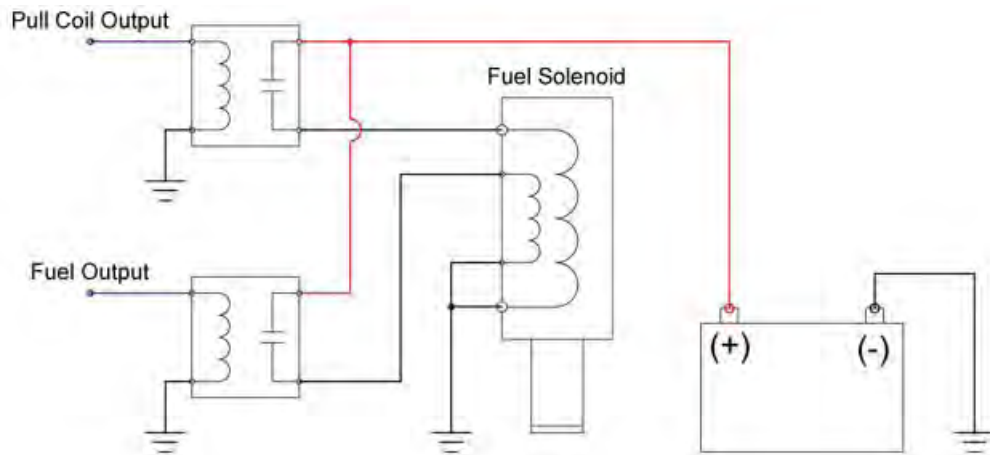 Pull Coil Output
Fuel Solenoid
Fuel Output
(+)
(-)